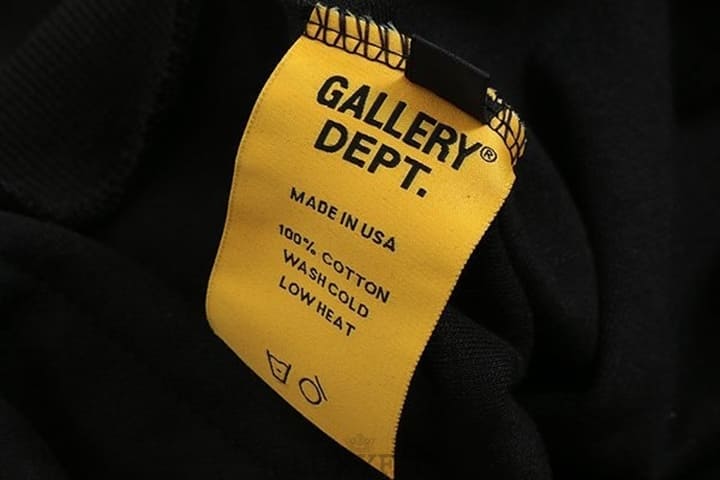 GALLERY®
DEPT.
MADE IN USA
100% COTTON
WASH COLD
LOW HEAT